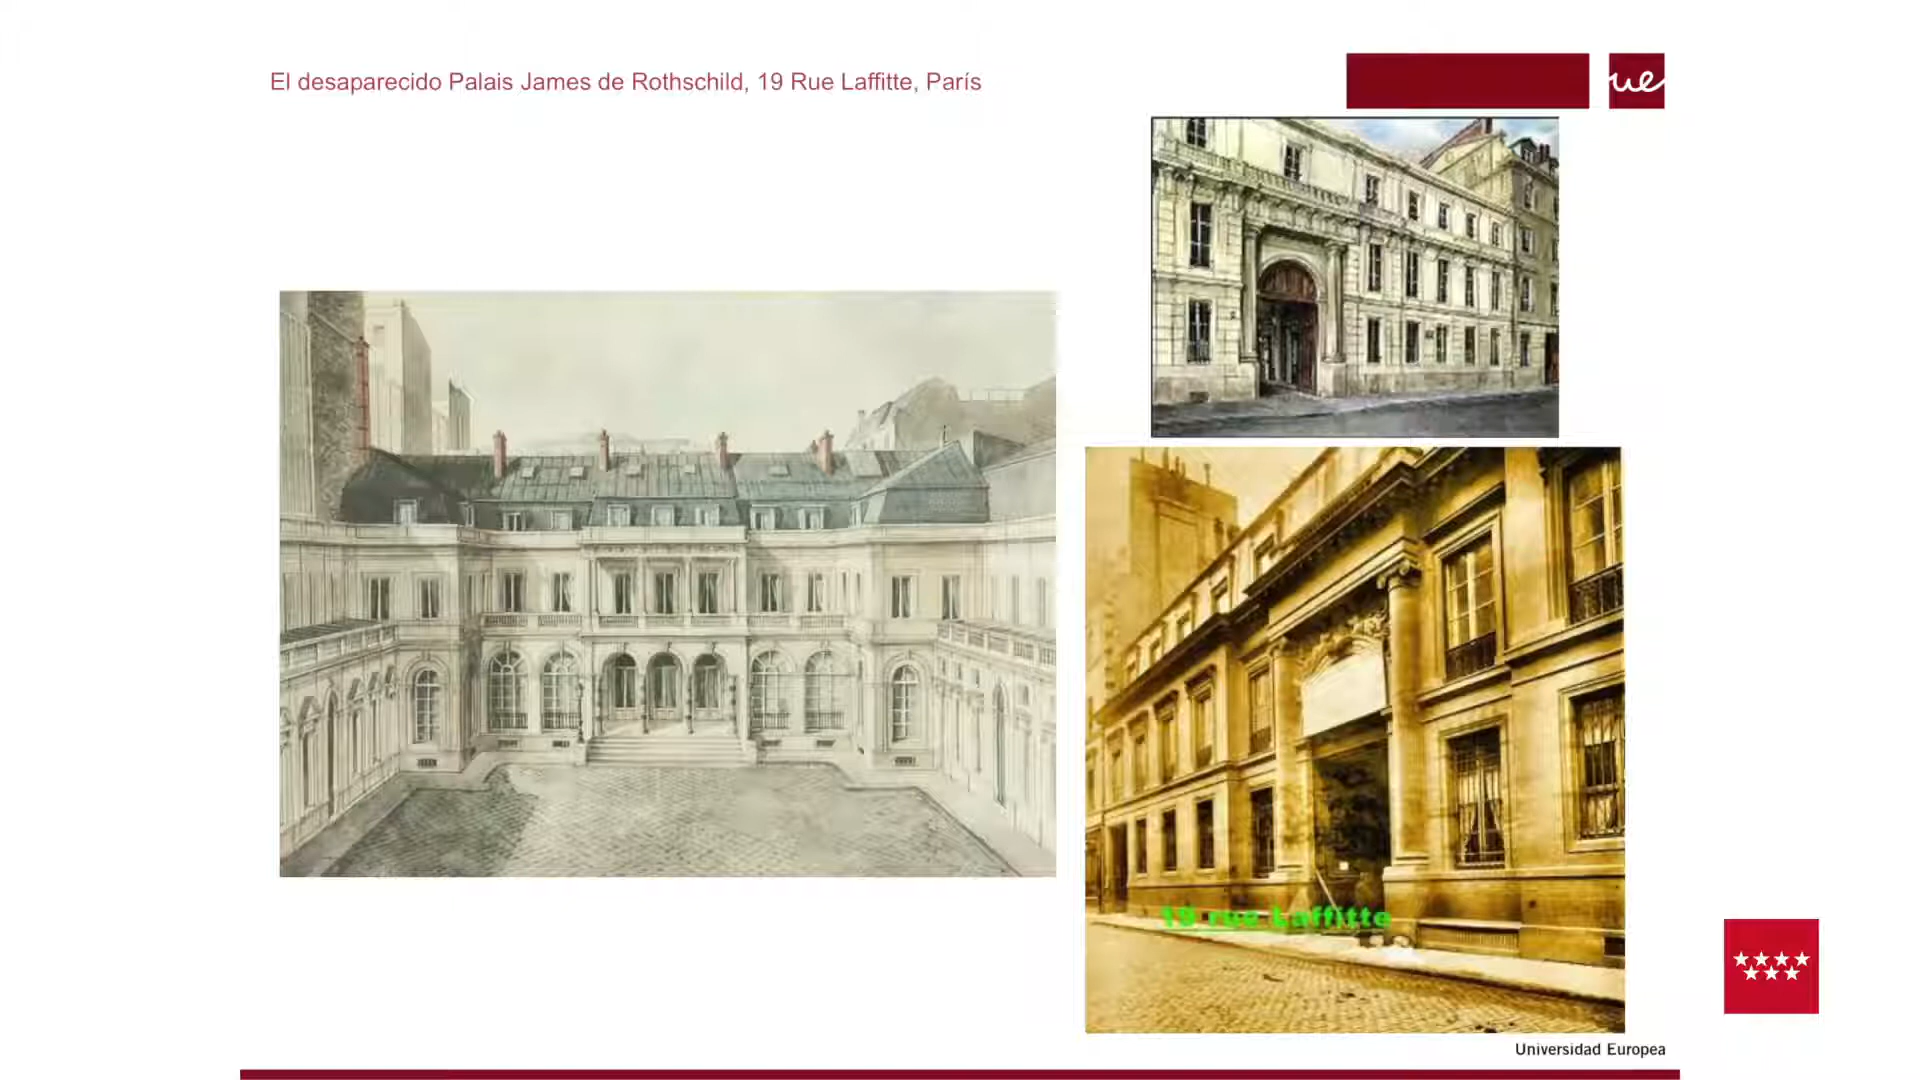 El desaparecido Palais James de Rothschild, 19 Rue Laffitte, París
ue
19 rue Laffitte
Universidad Europea